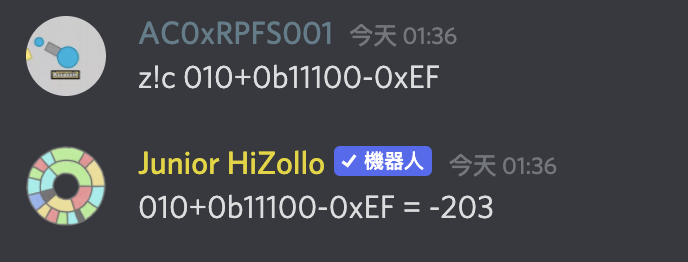 AC0xRPFS001 今天 01:36
z!c 010+0b11100-0xEF
Junior HiZollo ✓ 機器人 今天 01:36
010+0b11100-0xEF = -203